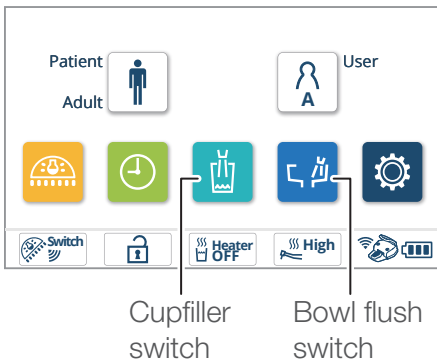 Patient
Adult
User
A
Switch
Heater
OFF
High
Cupfiller
switch
Bowl flush
switch